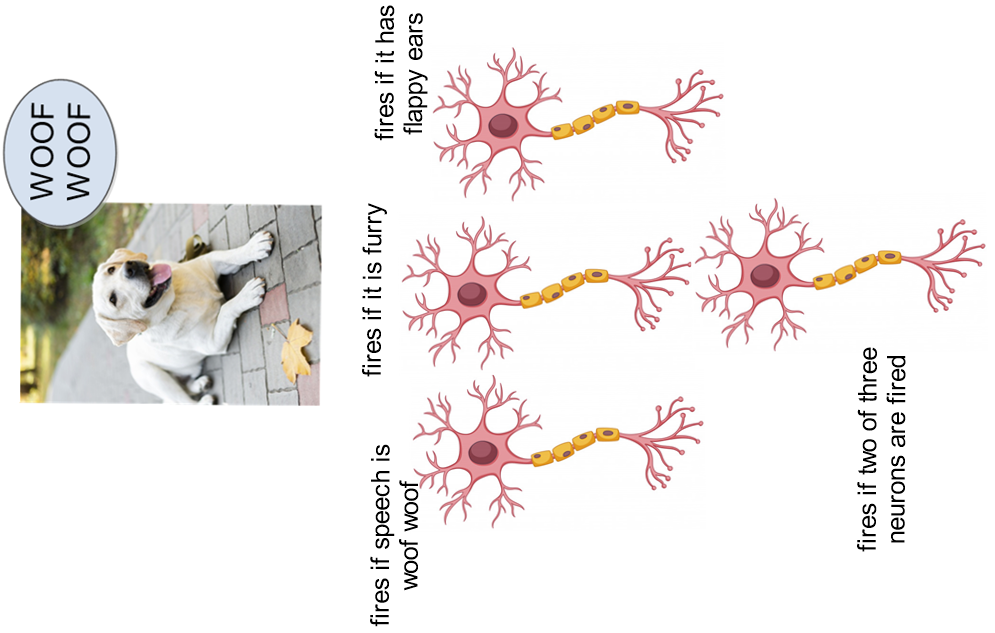 WOOF
WOOF
fires if it has
flappy ears
fires if it is furry
fires if speech is
woof woof
fires if two of three
neurons are fired